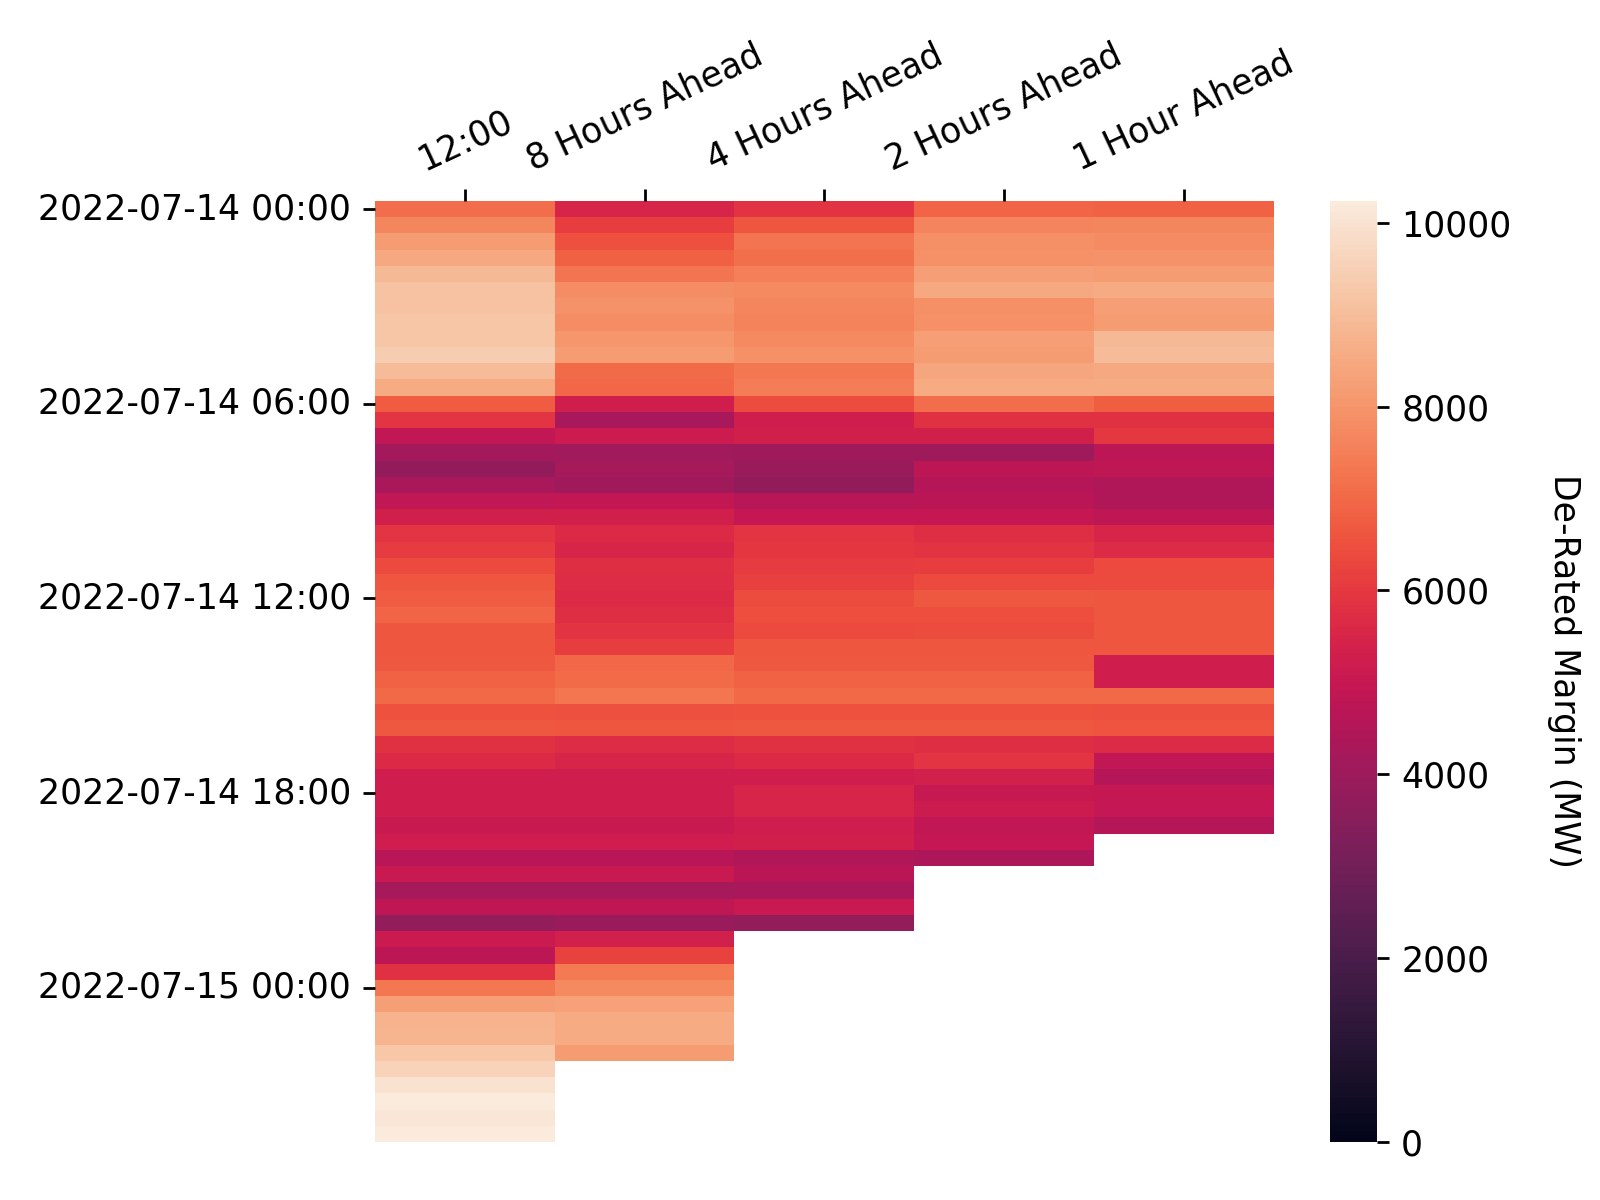 12:00
8 Hours Ahead
4 Hours Ahead
2 Hours Ahead
1 Hour Ahead
2022-07-14 00:00
2022-07-14 06:00
2022-07-14 12:00
2022-07-14 18:00
2022-07-15 00:00
10000
8000
6000
4000
2000
0
De-Rated Margin (MW)